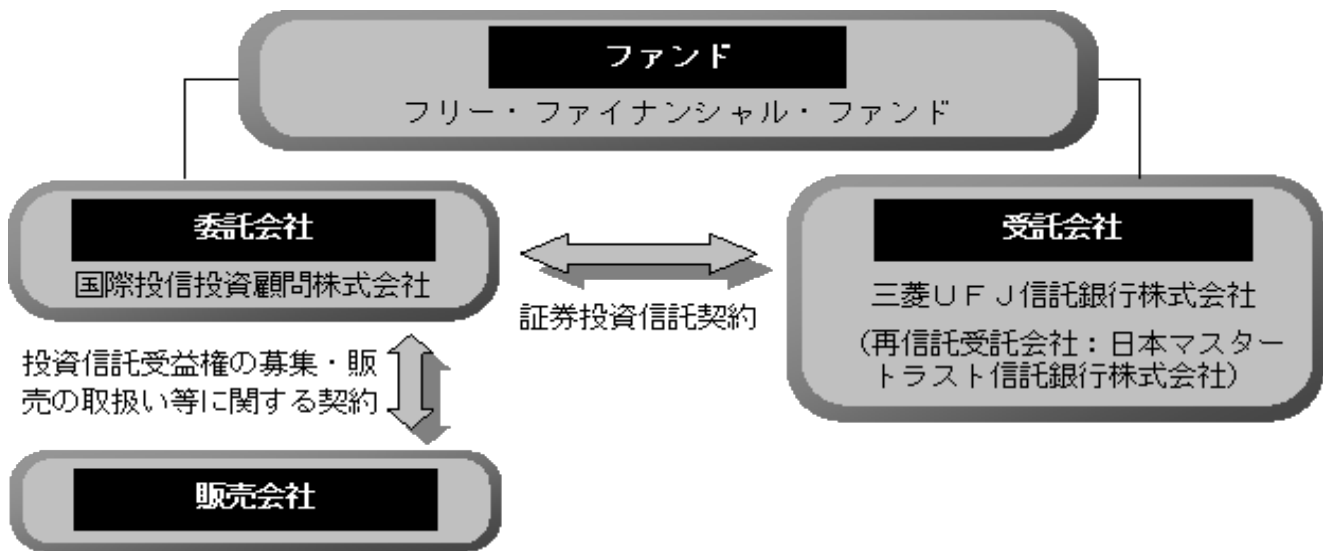 ファンド
フリー・ファイナンシャル・ファンド
委託会社
国際投信投資顧問株式会社
証券投資信託契約
受託会社
三菱ＵＦＪ信託銀行株式会社
（再信託受託会社：日本マスター
トラスト信託銀行株式会社）
投資信託受益権の募集・販
売の取扱い等に関する契約
販売会社